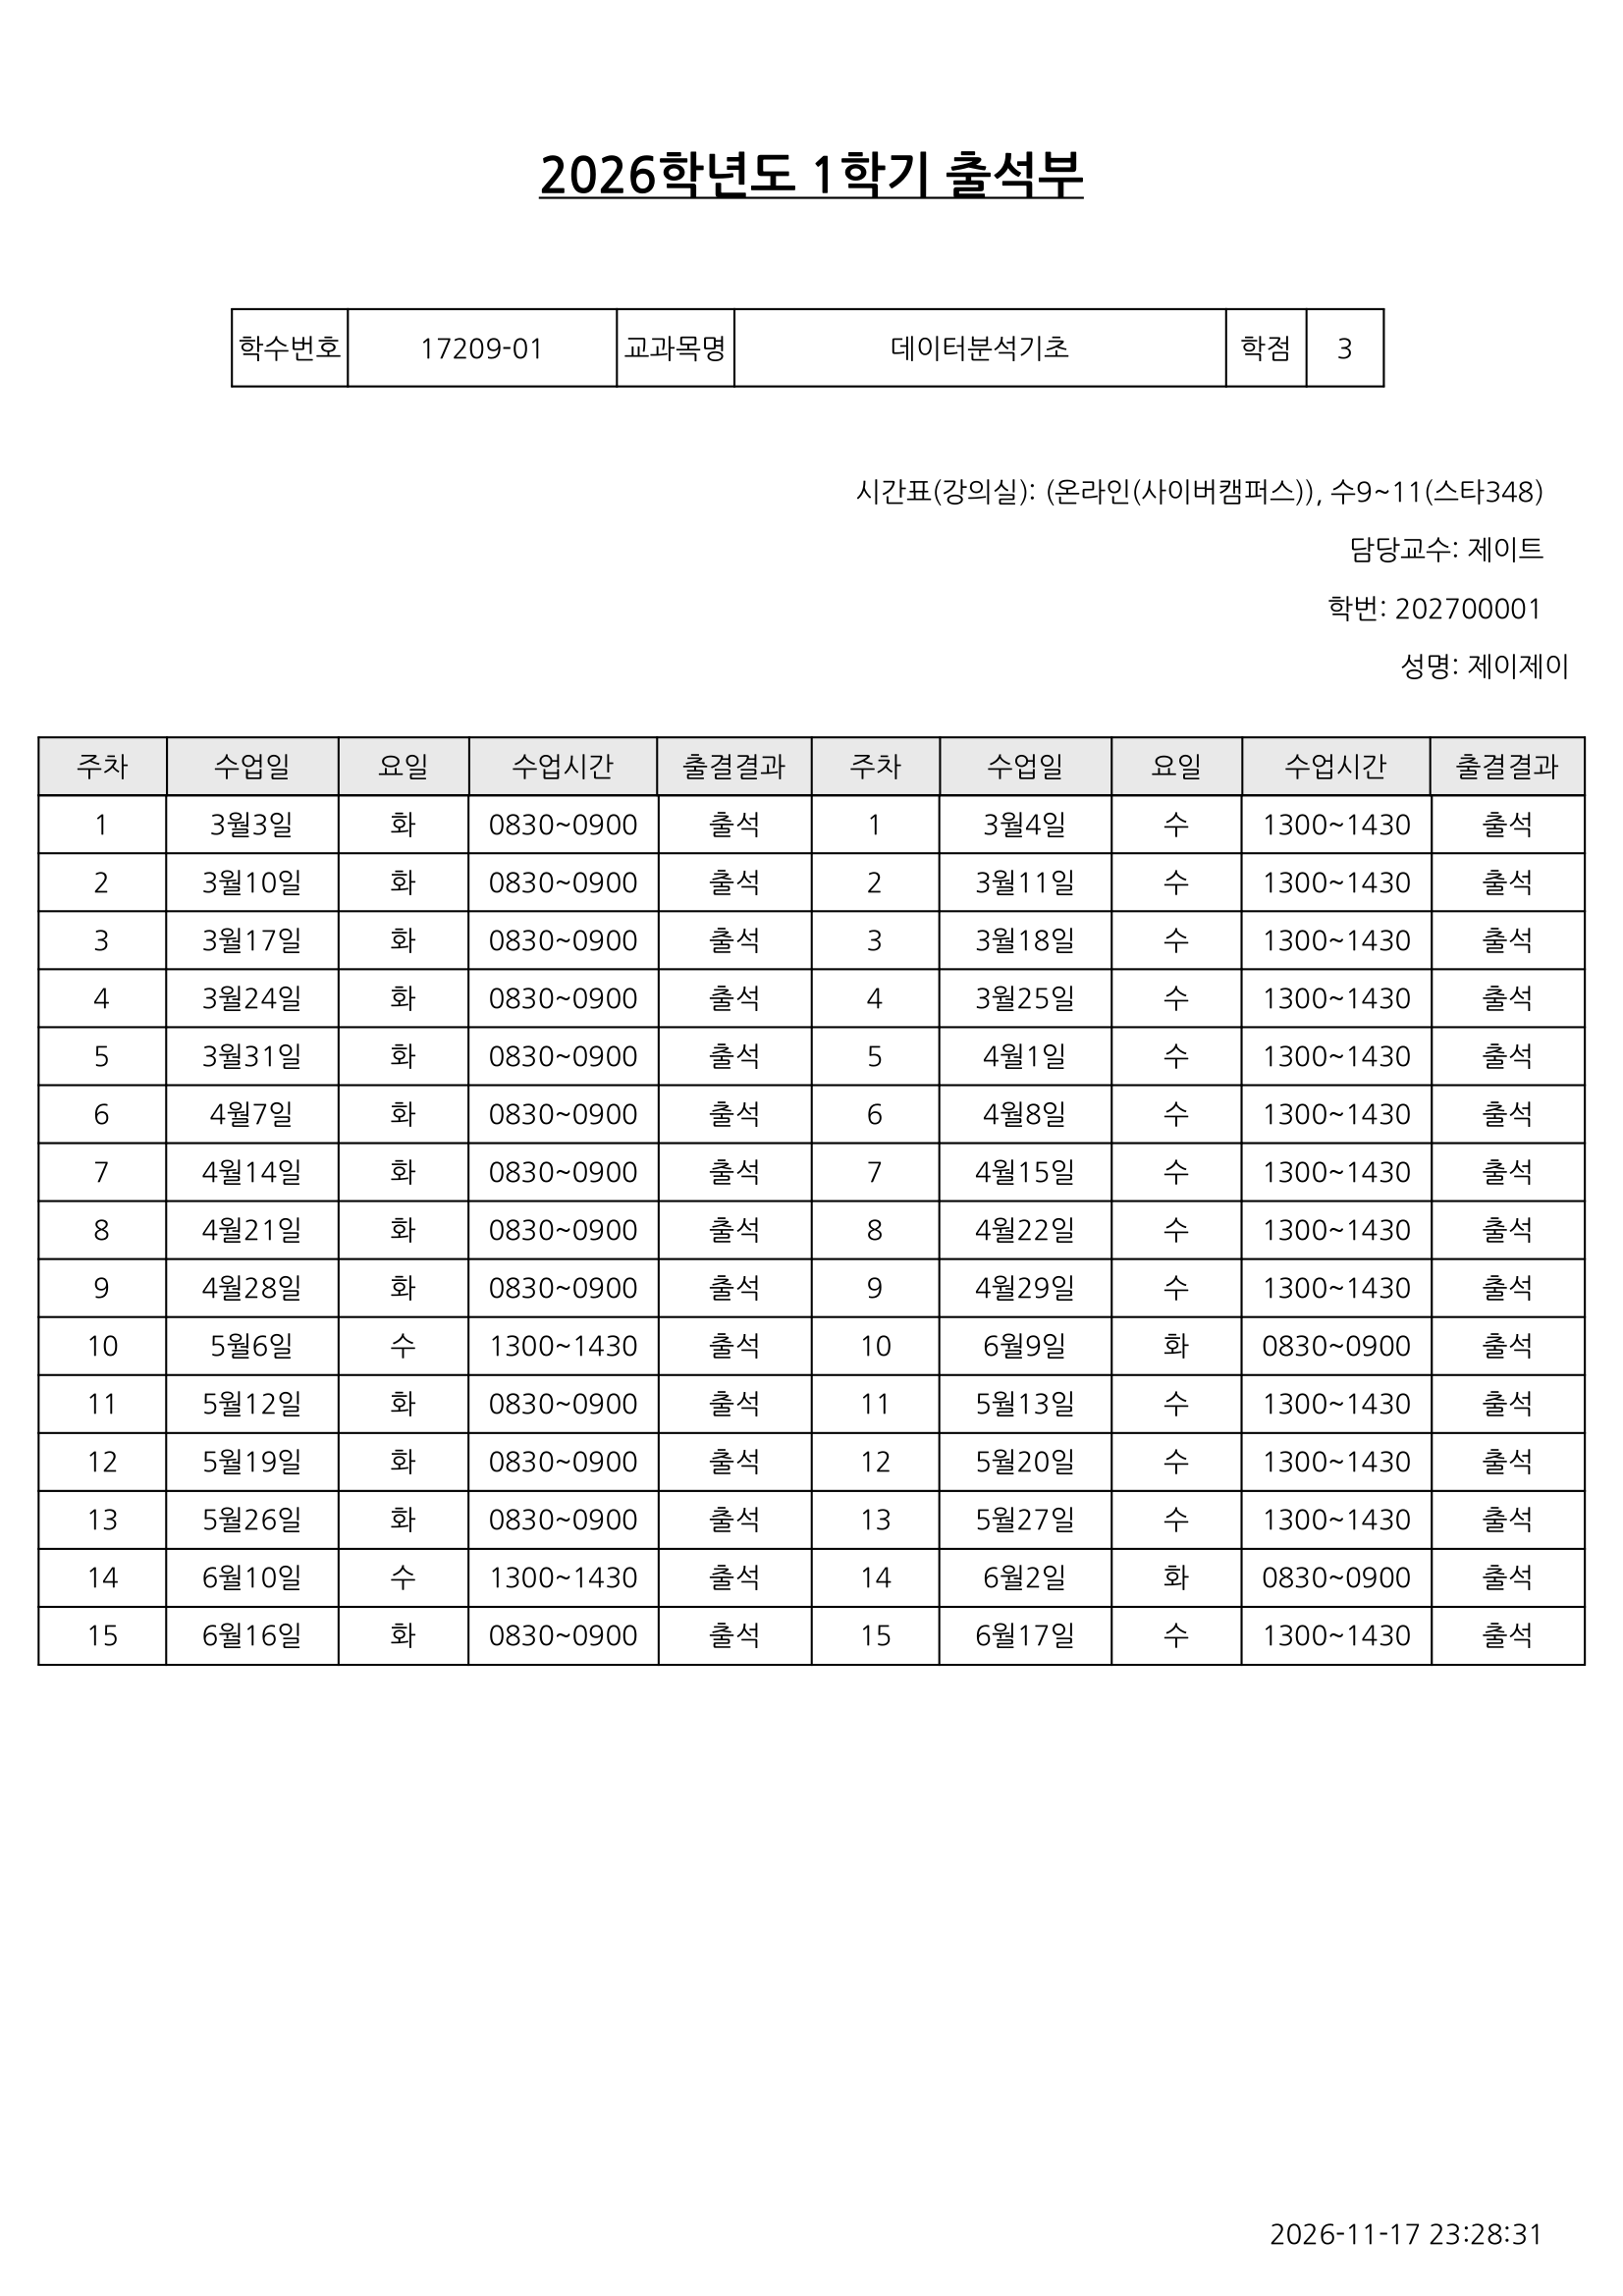 2026학년도 1학기 출석부
학수번호 17209-01 교과목명 데이터분석기초 학점 3
시간표(강의실): (온라인(사이버캠퍼스)), 수9~11(스타348)
담당교수: 제이트
학번: 202700001
성명: 제이제이
주차 수업일 요일 수업시간 출결결과 주차 수업일 요일 수업시간 출결결과
1 3월3일 화 0830~0900 출석 1 3월4일 수 1300~1430 출석
2 3월10일 화 0830~0900 출석 2 3월11일 수 1300~1430 출석
3 3월17일 화 0830~0900 출석 3 3월18일 수 1300~1430 출석
4 3월24일 화 0830~0900 출석 4 3월25일 수 1300~1430 출석
5 3월31일 화 0830~0900 출석 5 4월1일 수 1300~1430 출석
6 4월7일 화 0830~0900 출석 6 4월8일 수 1300~1430 출석
7 4월14일 화 0830~0900 출석 7 4월15일 수 1300~1430 출석
8 4월21일 화 0830~0900 출석 8 4월22일 수 1300~1430 출석
9 4월28일 화 0830~0900 출석 9 4월29일 수 1300~1430 출석
10 5월6일 수 1300~1430 출석 10 6월9일 화 0830~0900 출석
11 5월12일 화 0830~0900 출석 11 5월13일 수 1300~1430 출석
12 5월19일 화 0830~0900 출석 12 5월20일 수 1300~1430 출석
13 5월26일 화 0830~0900 출석 13 5월27일 수 1300~1430 출석
14 6월10일 수 1300~1430 출석 14 6월2일 화 0830~0900 출석
15 6월16일 화 0830~0900 출석 15 6월17일 수 1300~1430 출석
2026-11-17 23:28:31